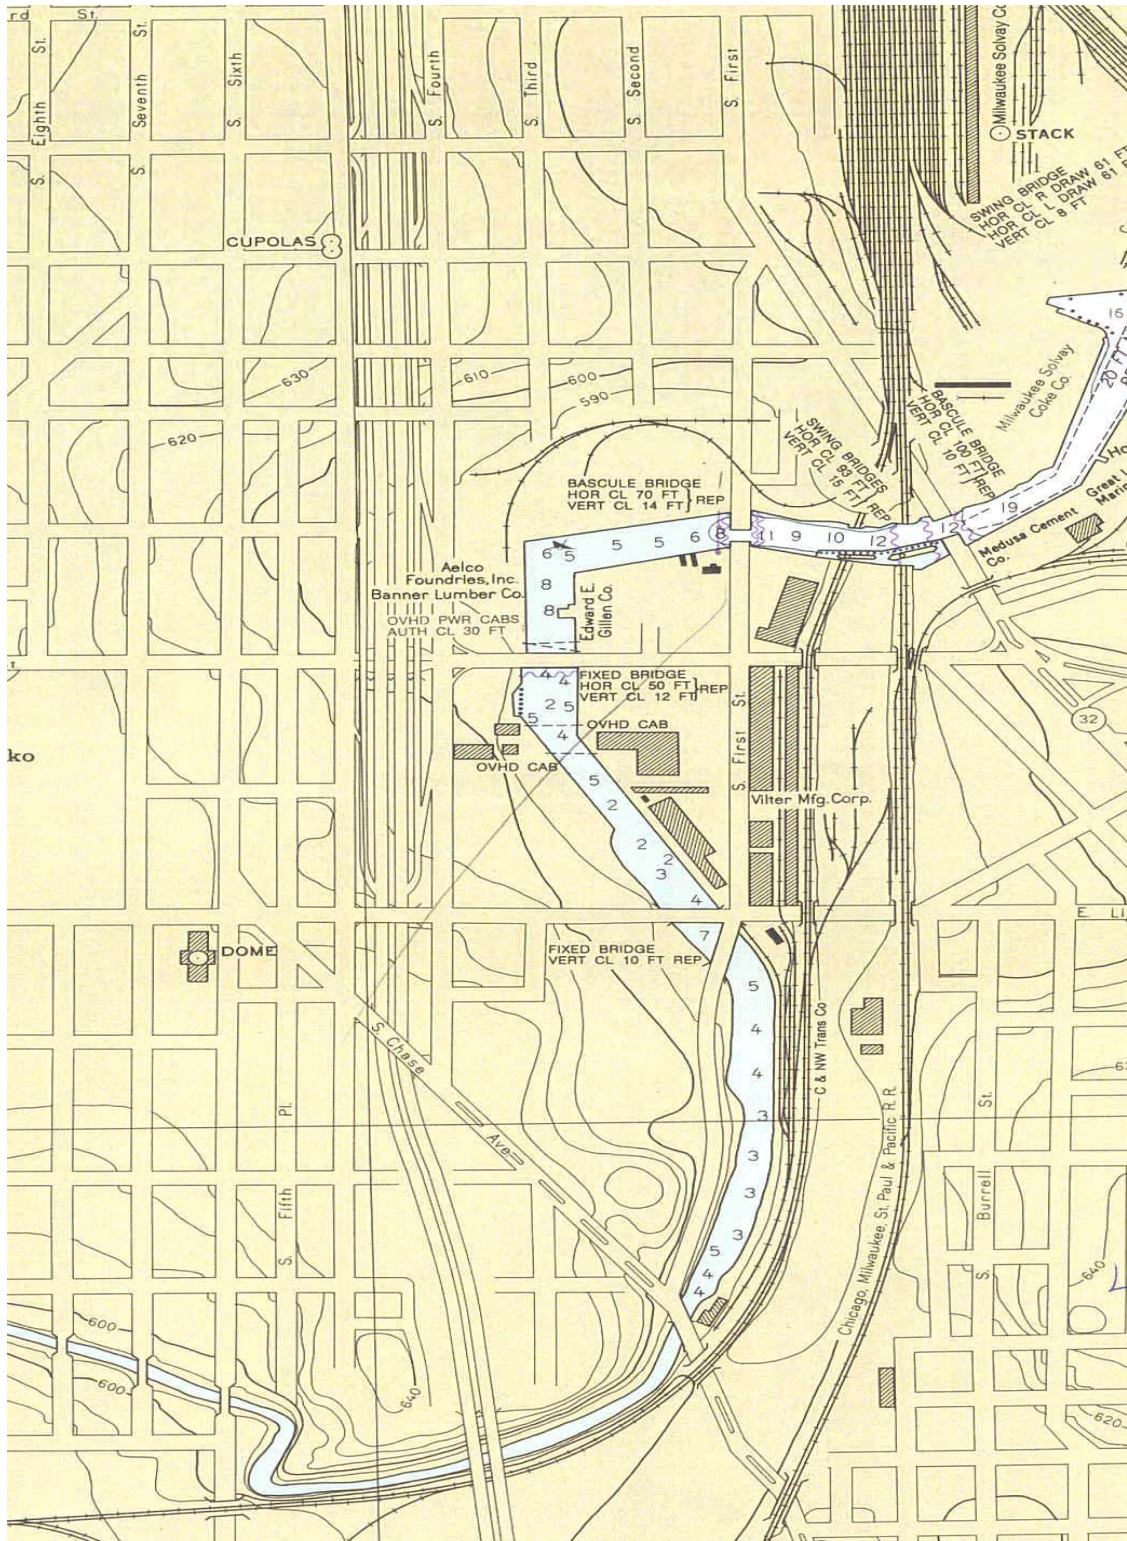 rd St.
S. Eighth St.
S. Seventh St.
S. Sixth
S. Fourth
S. Third
S. Second
S. First
Milwaukee Solvay Co
STACK
SWING BRIDGE
HOR CL R DRAW 61 FT
HOR CL L DRAW 61 F
VERT CL 8 FT
CUPOLAS
16
20 FT
Milwaukee Solvay
Coke Co.
630
610
600
590
620
BASCULE BRIDGE
HOR CL 100 FT
VERT CL 10 FT
REP
SWING BRIDGES
HOR CL 93 FT
VERT CL 15 FT
REP
BASCULE BRIDGE
HOR CL 70 FT
VERT CL 14 FT
REP
Ho
Great L
Marin
19
12
Medusa Cement
Co.
6 5 5 5 6 8 11 9 10 12
Aelco
Foundries, Inc.
Banner Lumber Co.
8
8
Edward E.
Gillen Co.
OVHD PWR CABS
AUTH CL 30 FT
t.
4 4
FIXED BRIDGE
HOR CL 50 FT
VERT CL 12 FT
REP
2 5
5
4
OVHD CAB
OVHD CAB
S. First St.
32
ko
5
2
Vilter Mfg. Corp.
2
2
3
4
E. Li
7
DOME
FIXED BRIDGE
VERT CL 10 FT REP
5
4
4
3
3
3
3
5
4
4
S. Chase Ave
C & NW Trans Co
Chicago, Milwaukee, St. Paul & Pacific R.R.
S. Fifth Pl.
S. Burrell St.
640
600
600
640
620